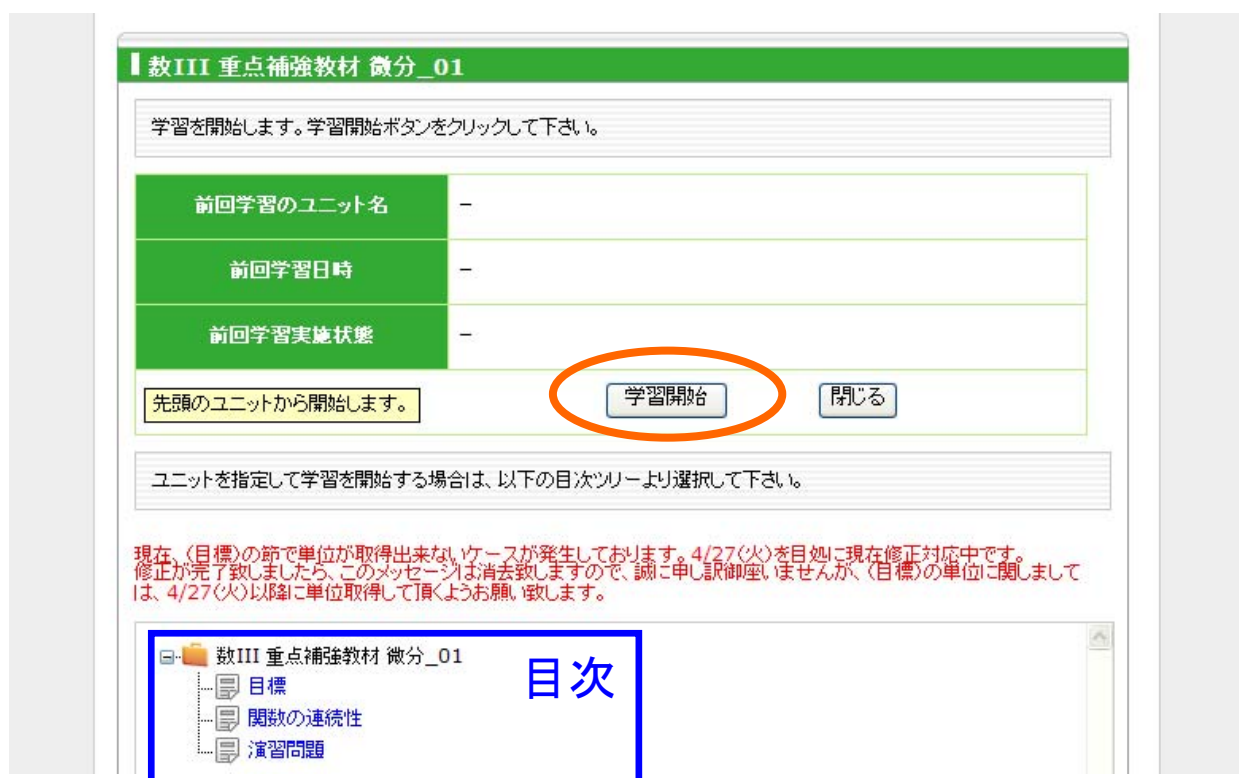 数III 重点補強教材 微分_01
学習を開始します。学習開始ボタンをクリックして下さい。
前回学習のユニット名 －
前回学習日時 －
前回学習実施状態 －
先頭のユニットから開始します。 学習開始 閉じる
ユニットを指定して学習を開始する場合は、以下の目次ツリーより選択して下さい。
現在、（目標）の節で単位が取得出来ないケースが発生しております。4/27（火）を目処に現在修正対応中です。
修正が完了致しましたら、このメッセージは消去致しますので、誠に申し訳御座いませんが、（目標）の単位に関しまして
は、4/27（火）以降に単位取得して頂くようお願い致します。
数III 重点補強教材 微分_01
目次
目標
関数の連続性
演習問題